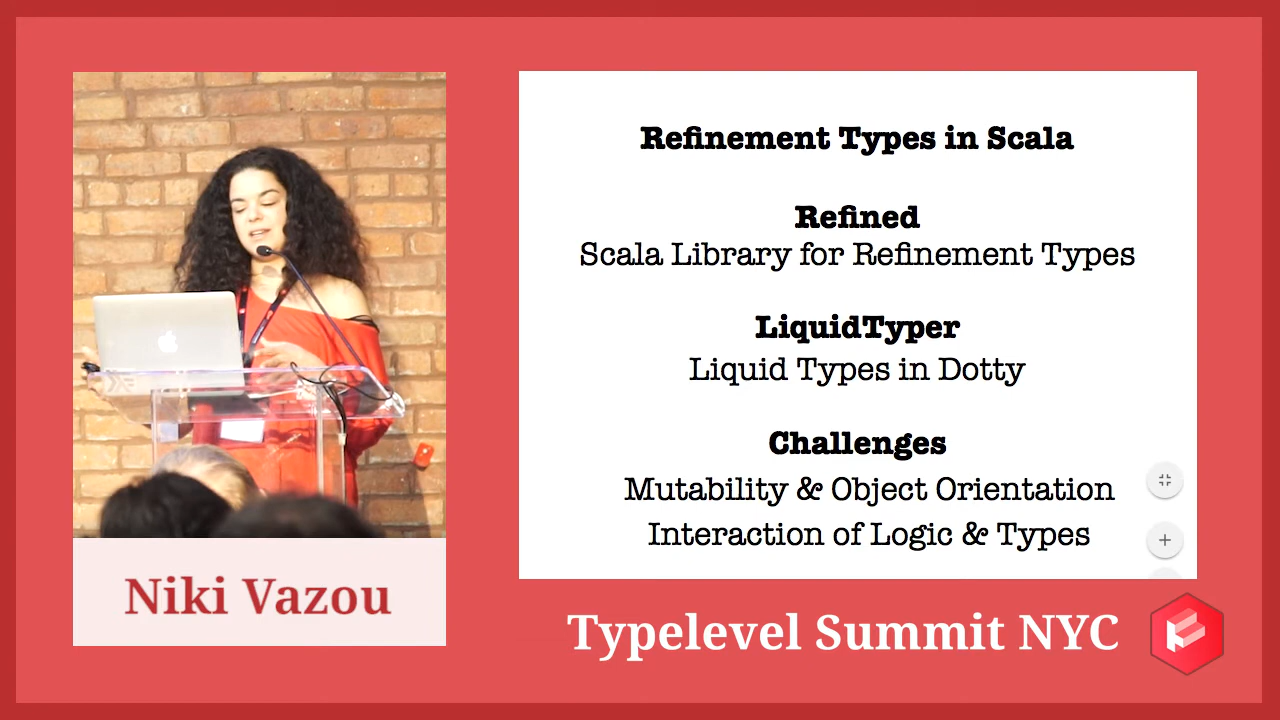 Refinement Types in Scala
Refined
Scala Library for Refinement Types
LiquidTyper
Liquid Types in Dotty
Challenges
Mutability & Object Orientation
Interaction of Logic & Types
Niki Vazou
Typelevel Summit NYC